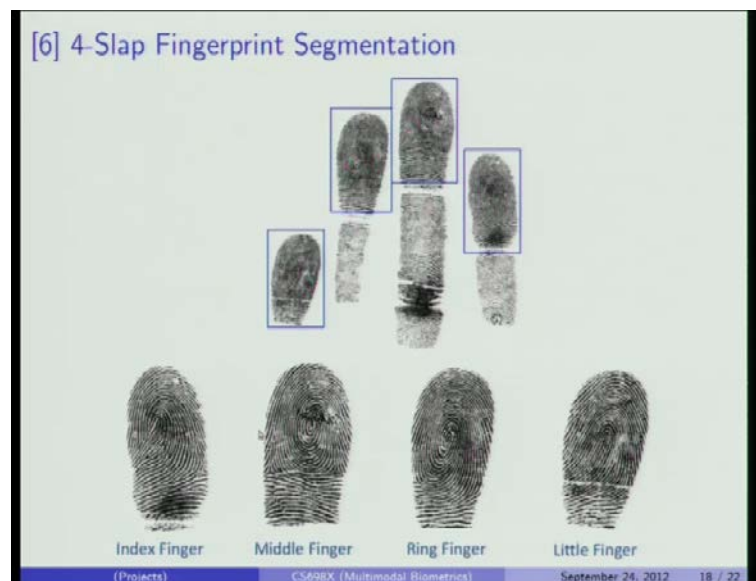 [6] 4-Slap Fingerprint Segmentation
Index Finger
Middle Finger
Ring Finger
Little Finger
(Projects)
CS698X (Multimodal Biometrics)
September 24, 2012
18 / 22